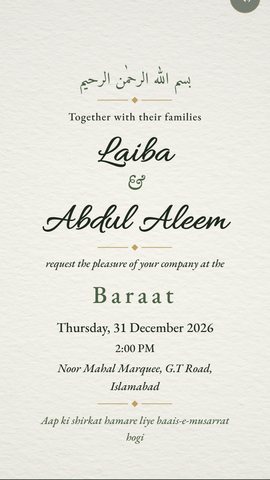 بسم الله الرحمٰن الرحيم
Together with their families
Laiba
&
Abdul Aleem
request the pleasure of your company at the
Baraat
Thursday, 31 December 2026
2:00 PM
Noor Mahal Marquee, G.T Road,
Islamabad
Aap ki shirkat hamare liye baais-e-musarrat
hogi